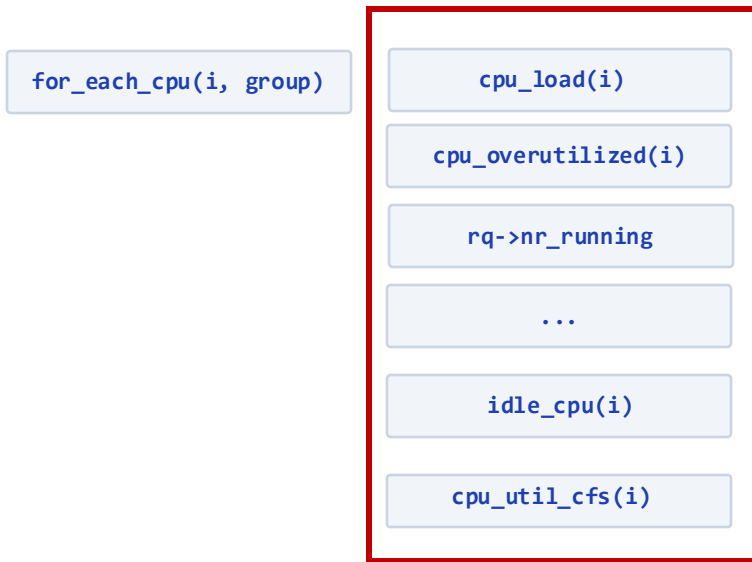 for_each_cpu(i, group)
cpu_load(i)
cpu_overutilized(i)
rq->nr_running
...
idle_cpu(i)
cpu_util_cfs(i)